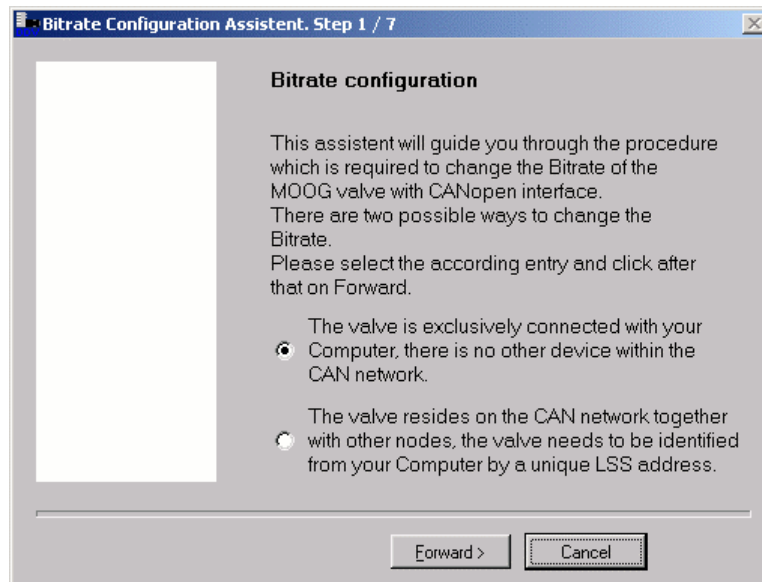 Bitrate Configuration Assistent. Step 1 / 7
Bitrate configuration
This assistent will guide you through the procedure
which is required to change the Bitrate of the
MOOG valve with CANopen interface.
There are two possible ways to change the
Bitrate.
Please select the according entry and click after
that on Forward.
The valve is exclusively connected with your
Computer, there is no other device within the
CAN network.
The valve resides on the CAN network together
with other nodes, the valve needs to be identified
from your Computer by a unique LSS address.
Forward > Cancel